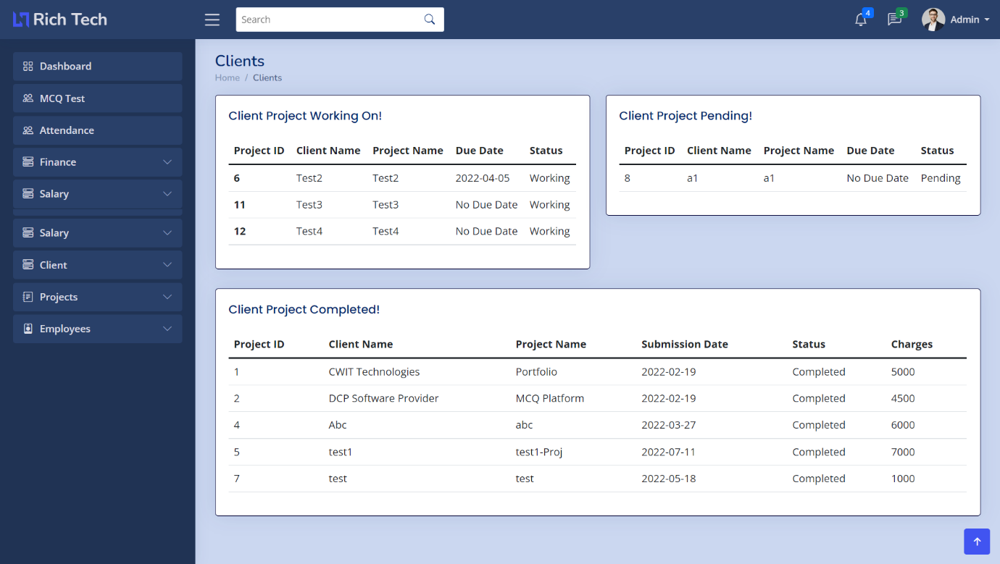 Rich Tech
Search
4
3
Admin
Dashboard
MCQ Test
Attendance
Finance
Salary
Salary
Client
Projects
Employees
Clients
Home / Clients
Client Project Working On!
Project ID Client Name Project Name Due Date Status
6 Test2 Test2 2022-04-05 Working
11 Test3 Test3 No Due Date Working
12 Test4 Test4 No Due Date Working
Client Project Pending!
Project ID Client Name Project Name Due Date Status
8 a1 a1 No Due Date Pending
Client Project Completed!
Project ID Client Name Project Name Submission Date Status Charges
1 CWIT Technologies Portfolio 2022-02-19 Completed 5000
2 DCP Software Provider MCQ Platform 2022-02-19 Completed 4500
4 Abc abc 2022-03-27 Completed 6000
5 test1 test1-Proj 2022-07-11 Completed 7000
7 test test 2022-05-18 Completed 1000